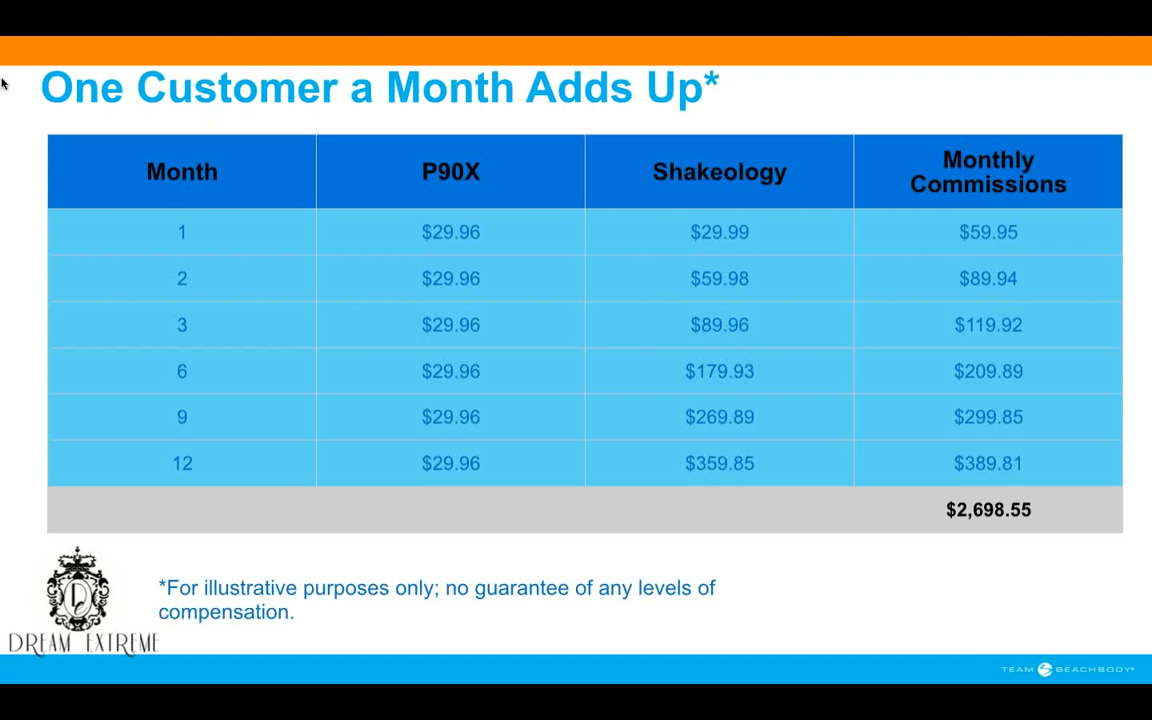 One Customer a Month Adds Up*
Month P90X Shakeology Monthly Commissions
1 $29.96 $29.99 $59.95
2 $29.96 $59.98 $89.94
3 $29.96 $89.96 $119.92
6 $29.96 $179.93 $209.89
9 $29.96 $269.89 $299.85
12 $29.96 $359.85 $389.81
$2,698.55
*For illustrative purposes only; no guarantee of any levels of
compensation.
D
DREAM EXTREME
TEAM BEACHBODY®